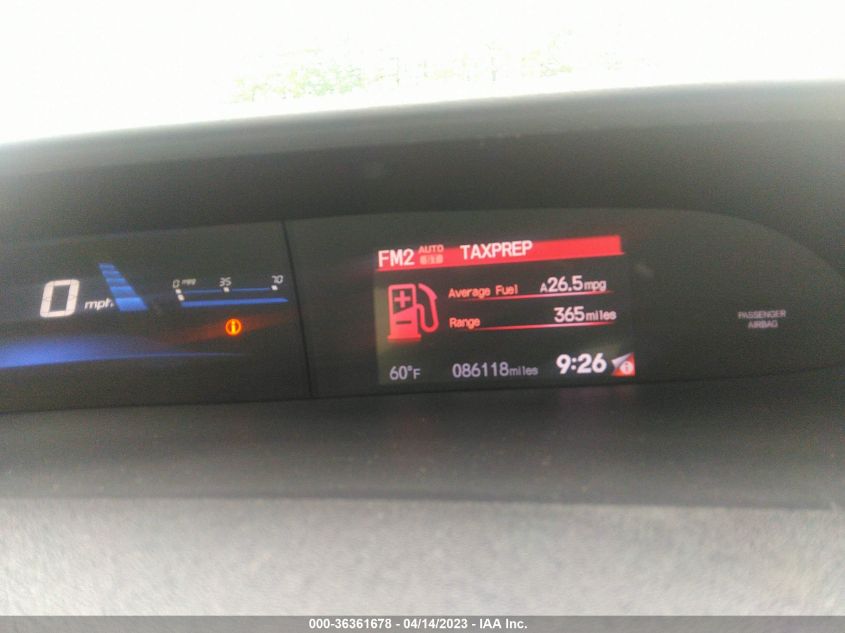 0 mph
0 mpg 35 70
FM2 AUTO ST TAXPREP
Average Fuel A26.5mpg
Range 365miles
60°F 086118miles 9:26
PASSENGER
AIRBAG
000-36361678 - 04/14/2023 - IAA Inc.